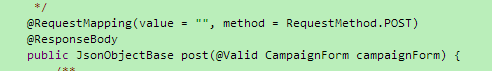 */
@RequestMapping(value = "", method = RequestMethod.POST)
@ResponseBody
public JsonObjectBase post(@Valid CampaignForm campaignForm) {
/**